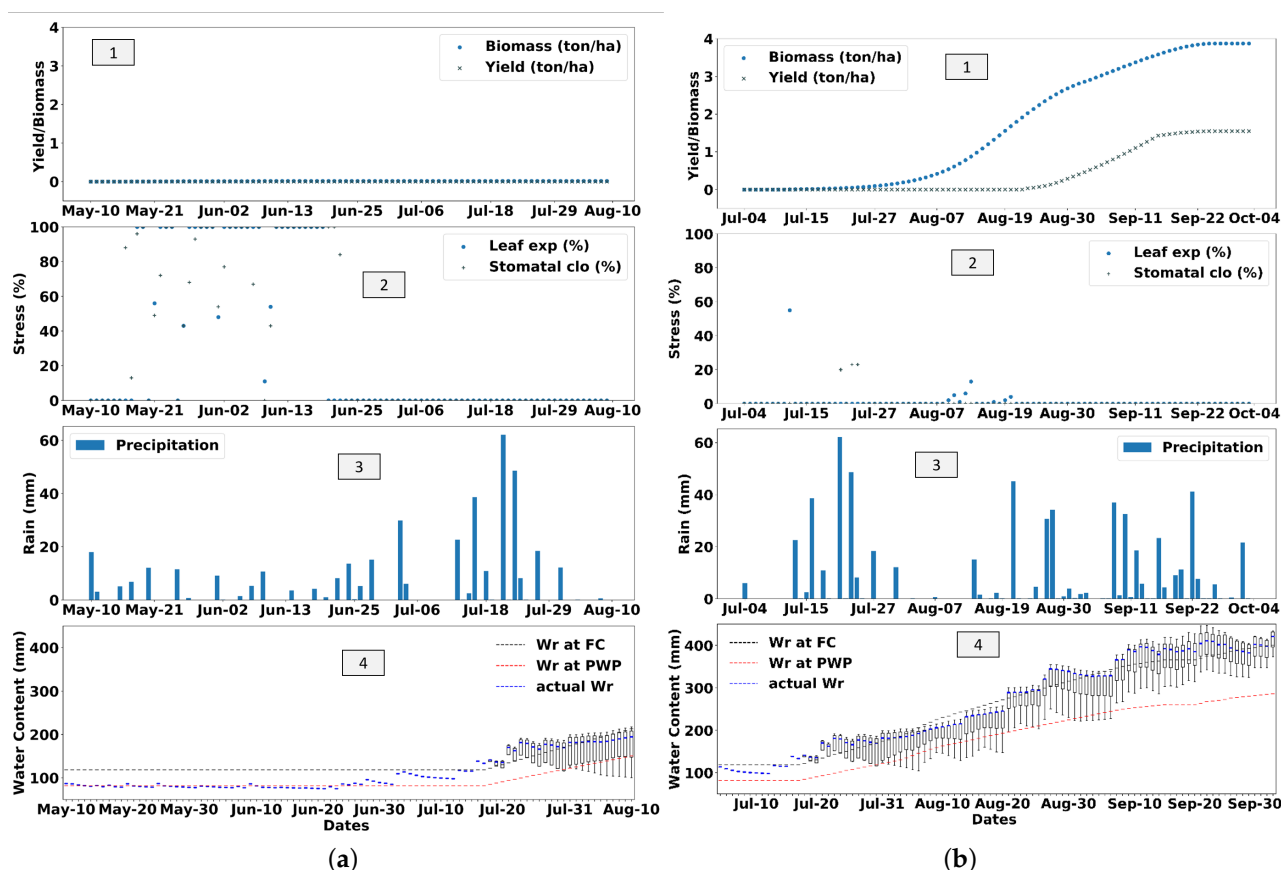 4
3
2
1
0
Yield/Biomass
1
Biomass (ton/ha)
Yield (ton/ha)
May-10 May-21 Jun-02 Jun-13 Jun-25 Jul-06 Jul-18 Jul-29 Aug-10
100
80
60
40
20
0
Stress (%)
Leaf exp (%)
Stomatal clo (%)
2
May-10 May-21 Jun-02 Jun-13 Jun-25 Jul-06 Jul-18 Jul-29 Aug-10
60
40
20
0
Rain (mm)
Precipitation
3
May-10 May-21 Jun-02 Jun-13 Jun-25 Jul-06 Jul-18 Jul-29 Aug-10
400
300
200
100
Water Content (mm)
4
Wr at FC
Wr at PWP
actual Wr
May-10 May-20 May-30 Jun-10 Jun-20 Jun-30 Jul-10 Jul-20 Jul-31 Aug-10
Dates
(a)
4
3
2
1
0
Yield/Biomass
Biomass (ton/ha)
Yield (ton/ha)
1
Jul-04 Jul-15 Jul-27 Aug-07 Aug-19 Aug-30 Sep-11 Sep-22 Oct-04
100
80
60
40
20
0
Stress (%)
2
Leaf exp (%)
Stomatal clo (%)
Jul-04 Jul-15 Jul-27 Aug-07 Aug-19 Aug-30 Sep-11 Sep-22 Oct-04
60
40
20
0
Rain (mm)
3
Precipitation
Jul-04 Jul-15 Jul-27 Aug-07 Aug-19 Aug-30 Sep-11 Sep-22 Oct-04
400
300
200
100
Water Content (mm)
Wr at FC
Wr at PWP
actual Wr
4
Jul-10 Jul-20 Jul-31 Aug-10 Aug-20 Aug-30 Sep-10 Sep-20 Sep-30
Dates
(b)